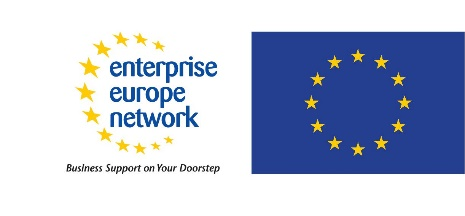 enterprise
europe
network
Business Support on Your Doorstep